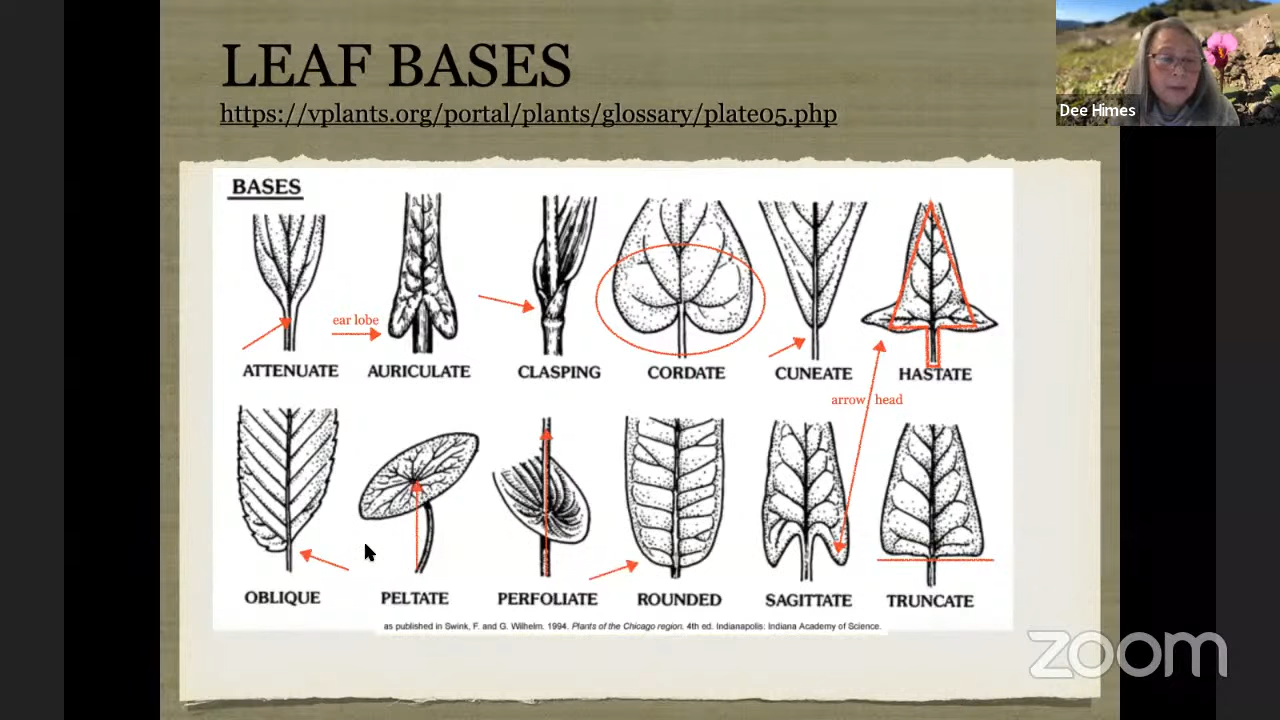 LEAF BASES
https://vplants.org/portal/plants/glossary/plate05.php
Dee Himes
BASES
ear lobe
ATTENUATE AURICULATE CLASPING CORDATE CUNEATE HASTATE
arrow head
OBLIQUE PELTATE PERFOLIATE ROUNDED SAGITTATE TRUNCATE
as published in Swink, F. and G. Wilhelm. 1994. Plants of the Chicago region. 4th ed. Indianapolis: Indiana Academy of Science.
zoom